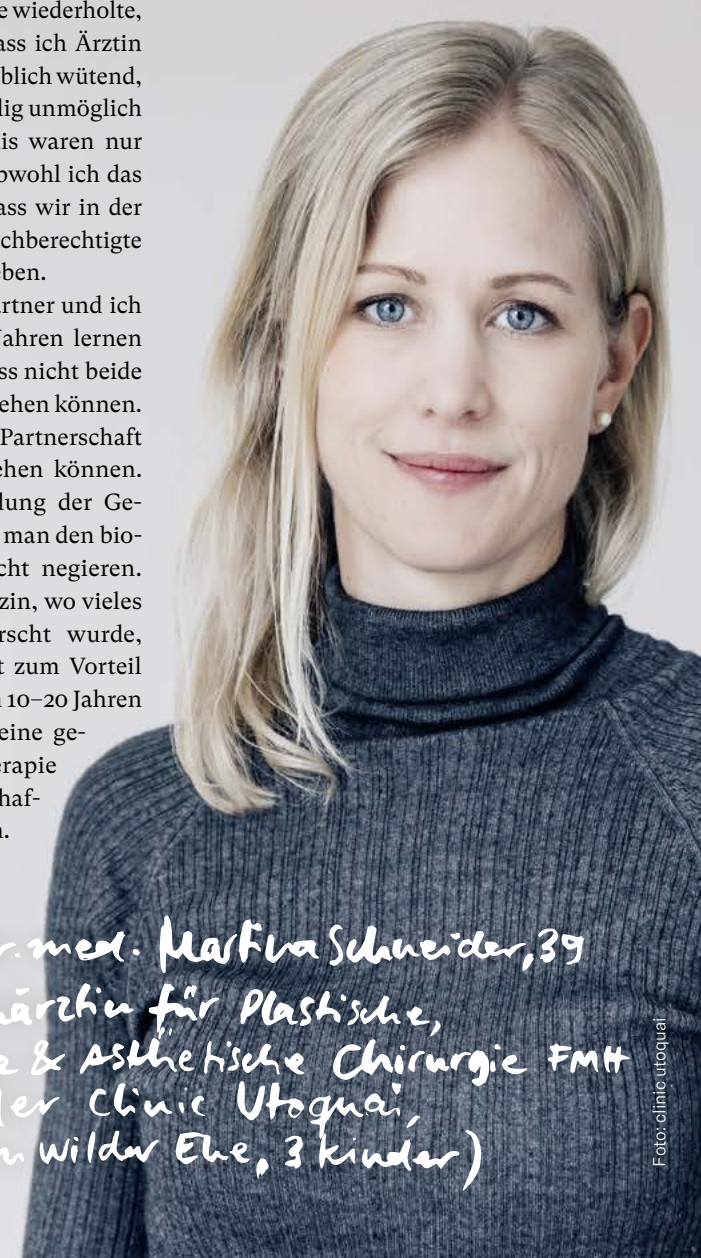 e wiederholte,
ass ich Ärztin
blich wütend,
lig unmöglich
is waren nur
bwohl ich das
ass wir in der
chberechtigte
ben.
rtner und ich
Jahren lernen
ss nicht beide
ehen können.
Partnerschaft
ehen können.
lung der Ge-
man den bio-
cht negieren.
zin, wo vieles
rscht wurde,
t zum Vorteil
10–20 Jahren
eine ge-
erapie
haf-
n.
r. med. Martina Schneider, 39
ärztin für Plastische,
e & Ästhetische Chirurgie FMH
der Clinic Utoquai,
n wilder Ehe, 3 Kinder)
Foto: clinic utoquai